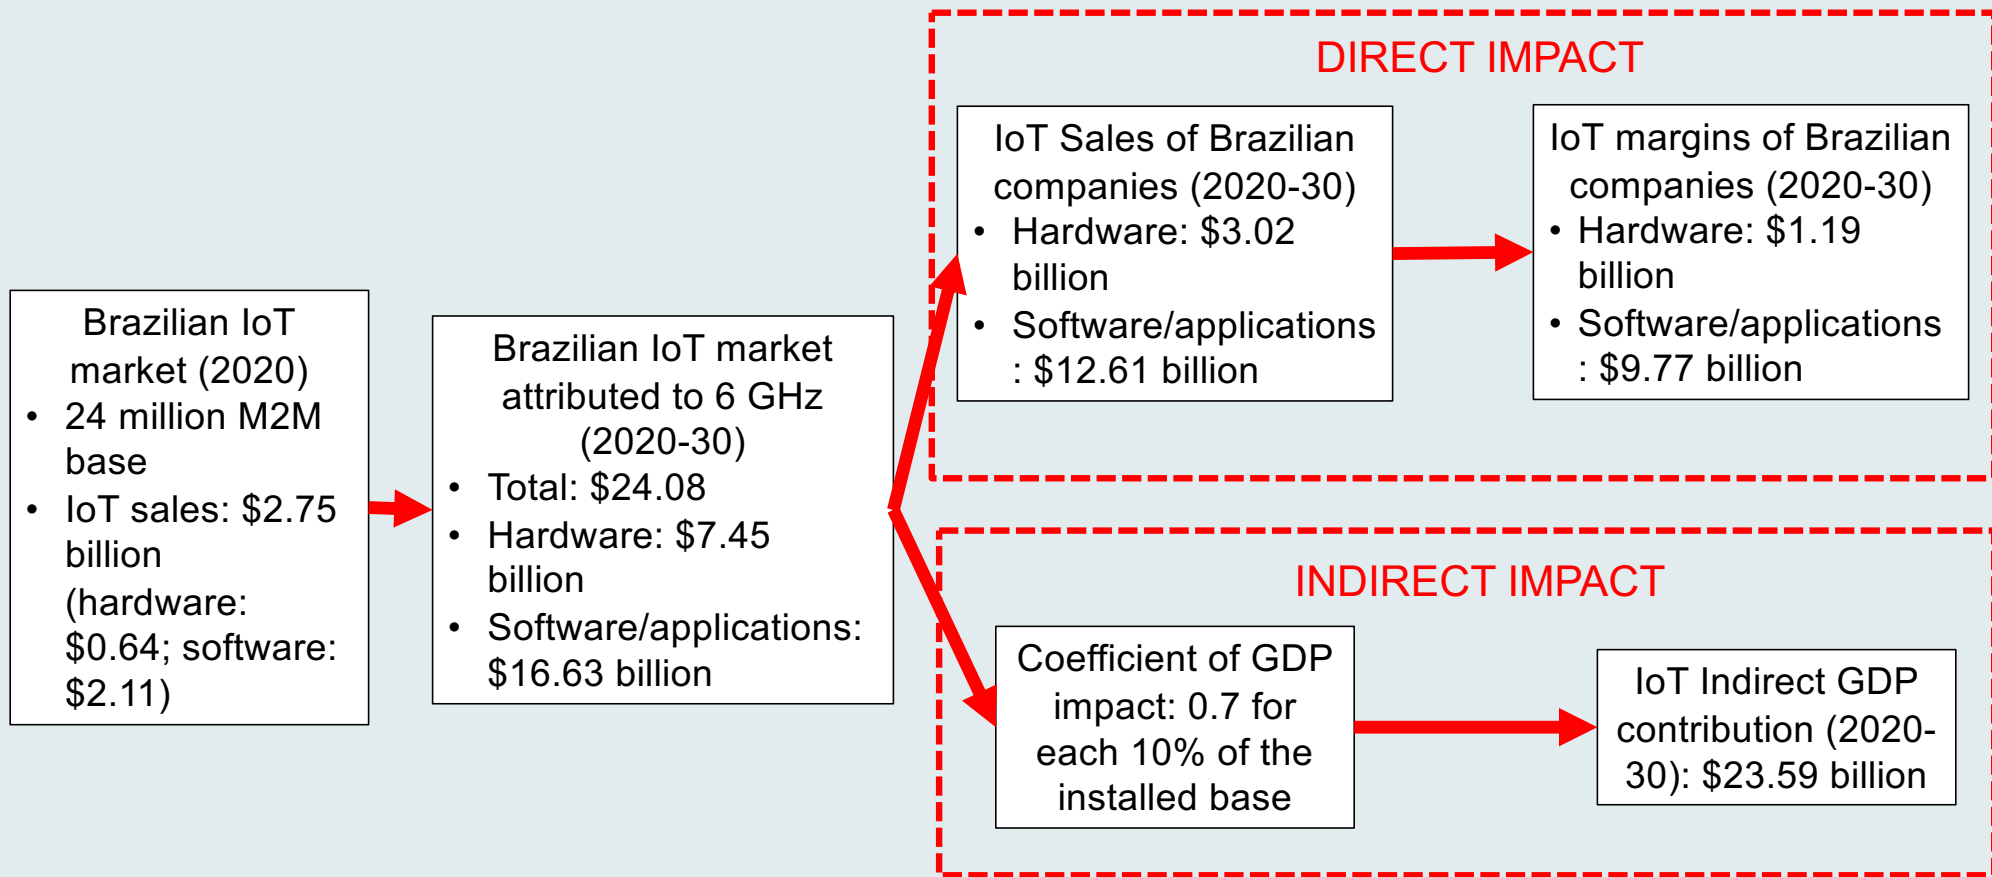 Brazilian IoT
market (2020)
• 24 million M2M
base
• IoT sales: $2.75
billion
(hardware:
$0.64; software:
$2.11)
Brazilian IoT market
attributed to 6 GHz
(2020-30)
• Total: $24.08
• Hardware: $7.45
billion
• Software/applications:
$16.63 billion
DIRECT IMPACT
IoT Sales of Brazilian
companies (2020-30)
• Hardware: $3.02
billion
• Software/applications
: $12.61 billion
IoT margins of Brazilian
companies (2020-30)
• Hardware: $1.19
billion
• Software/applications
: $9.77 billion
INDIRECT IMPACT
Coefficient of GDP
impact: 0.7 for
each 10% of the
installed base
IoT Indirect GDP
contribution (2020-
30): $23.59 billion